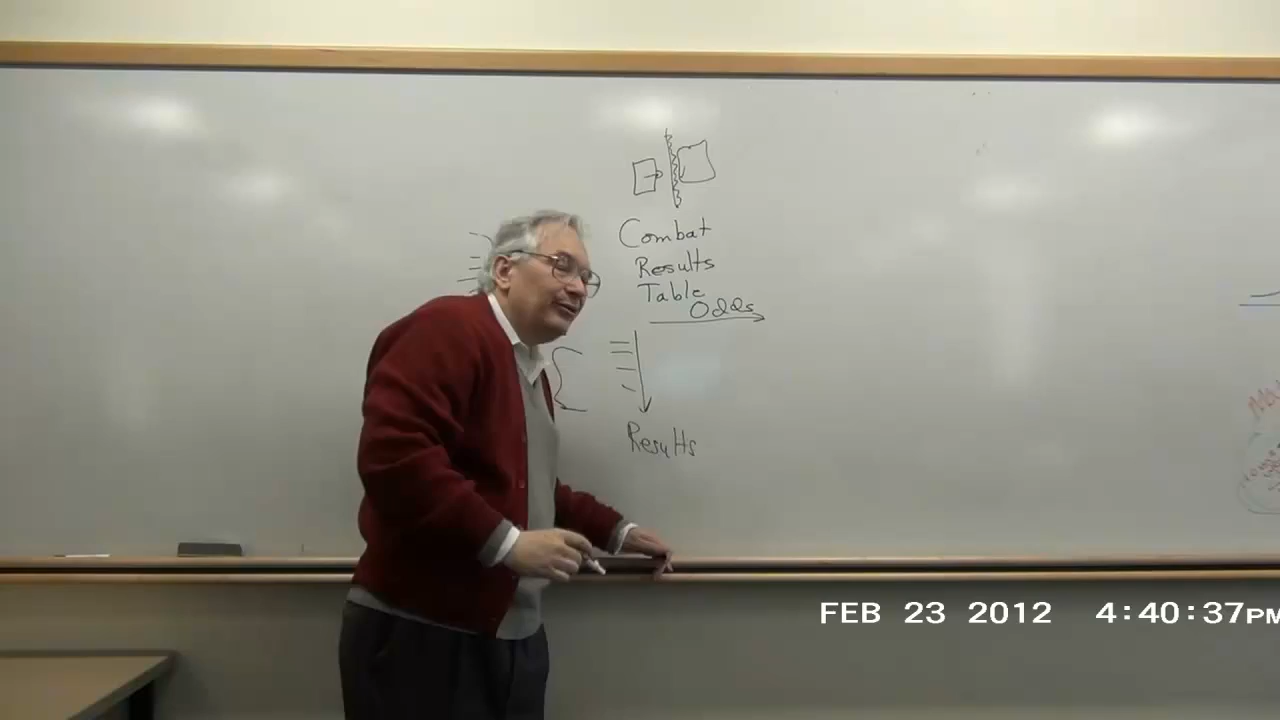 Combat
Results
Table
Odds
Results
FEB 23 2012 4:40:37PM